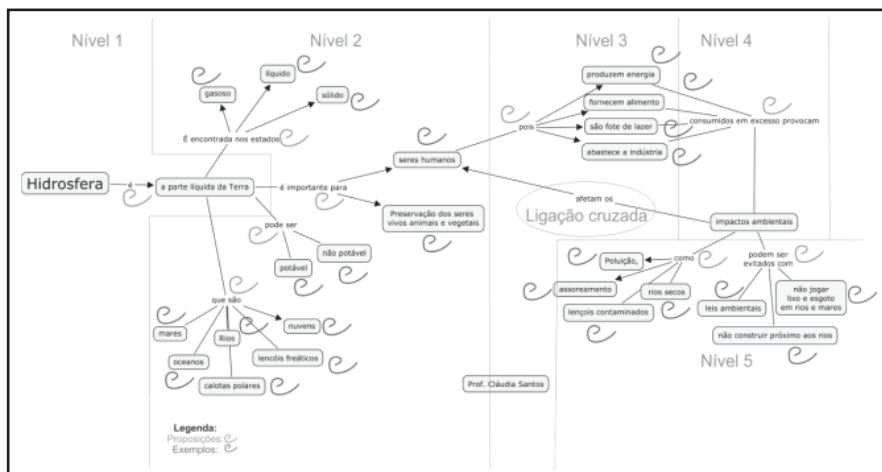 Nível 1
Nível 2
Nível 3
Nível 4
líquido
gasoso
sólido
É encontrada nos estados
produzem energia
fornecem alimento
pois
são fote de lazer
consumidos em excesso provocam
abastece a indústria
seres humanos
Hidrosfera
é
a parte líquida da Terra
é importante para
afetam os
Ligação cruzada
Preservação dos seres
vivos animais e vegetais
impactos ambientais
pode ser
não potável
potável
Poluição,
como
podem ser
evitados com
assoreamento
rios secos
lençois contaminados
leis ambientais
não jogar
lixo e esgoto
em rios e mares
não construir próximo aos rios
Nível 5
que são
mares
Rios
nuvens
oceanos
lencóis freáticos
calotas polares
Prof. Cláudia Santos
Legenda:
Proposições:
Exemplos: